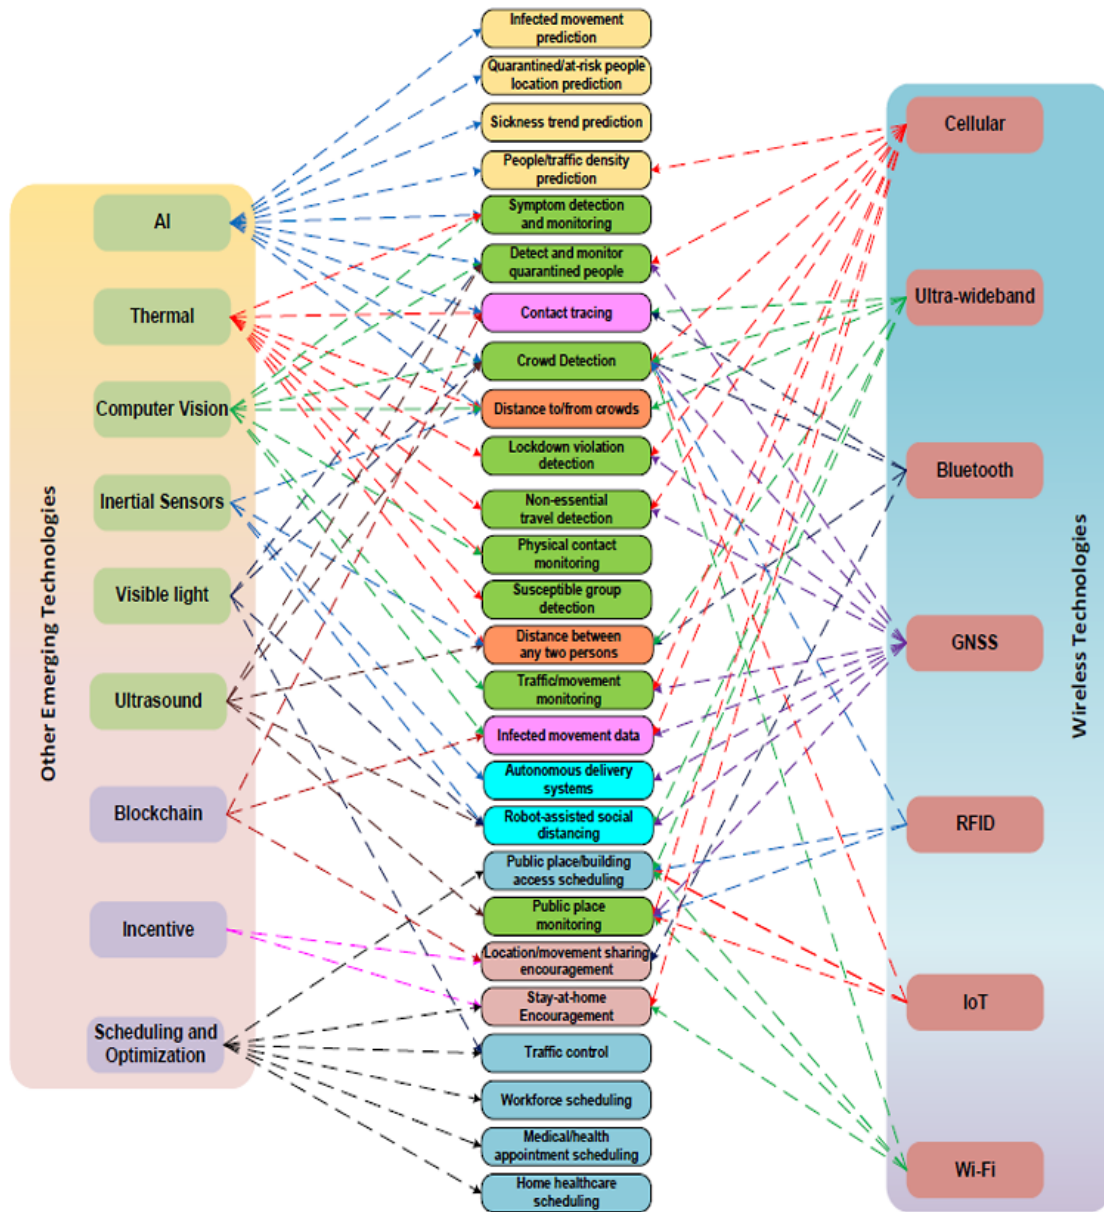 Other Emerging Technologies
AI
Thermal
Computer Vision
Inertial Sensors
Visible light
Ultrasound
Blockchain
Incentive
Scheduling and
Optimization
Infected movement
prediction
Quarantined/at-risk people
location prediction
Sickness trend prediction
People/traffic density
prediction
Symptom detection
and monitoring
Detect and monitor
quarantined people
Contact tracing
Crowd Detection
Distance to/from crowds
Lockdown violation
detection
Non-essential
travel detection
Physical contact
monitoring
Susceptible group
detection
Distance between
any two persons
Traffic/movement
monitoring
Infected movement data
Autonomous delivery
systems
Robot-assisted social
distancing
Public place/building
access scheduling
Public place
monitoring
Location/movement sharing
encouragement
Stay-at-home
Encouragement
Traffic control
Workforce scheduling
Medical/health
appointment scheduling
Home healthcare
scheduling
Cellular
Ultra-wideband
Bluetooth
GNSS
RFID
IoT
Wi-Fi
Wireless Technologies